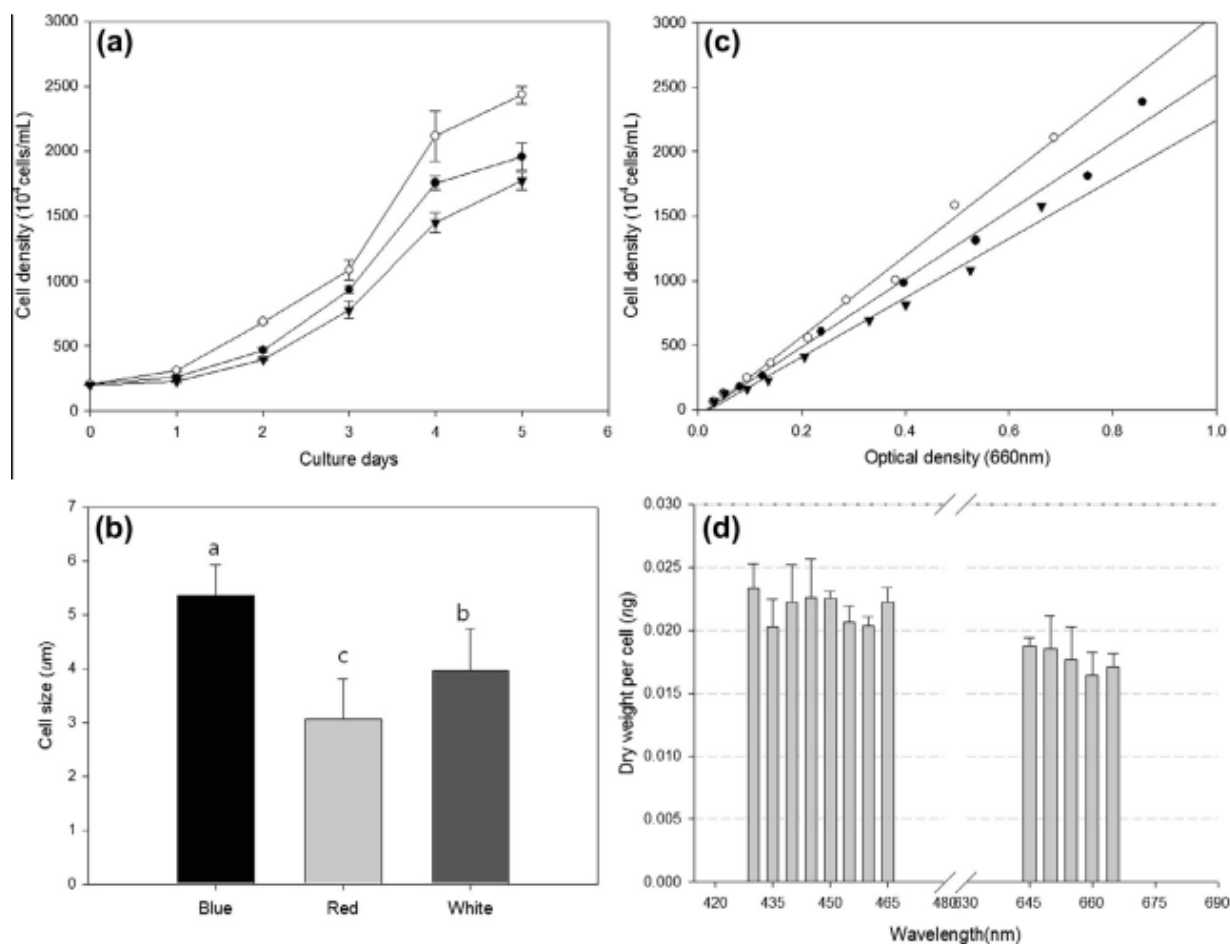 (a)
3000
2500
2000
1500
1000
500
0
Cell density (10⁴cells/mL)
0 1 2 3 4 5 6
Culture days
(c)
3000
2500
2000
1500
1000
500
0
Cell density (10⁴cells/mL)
0.0 0.2 0.4 0.6 0.8 1.0
Optical density (660nm)
(b)
7
6
5
4
3
2
1
0
Cell size (um)
a
c
b
Blue Red White
(d)
0.030
0.025
0.020
0.015
0.010
0.005
0.000
Dry weight per cell (ng)
420 435 450 465 480 630 645 660 675 690
Wavelength(nm)